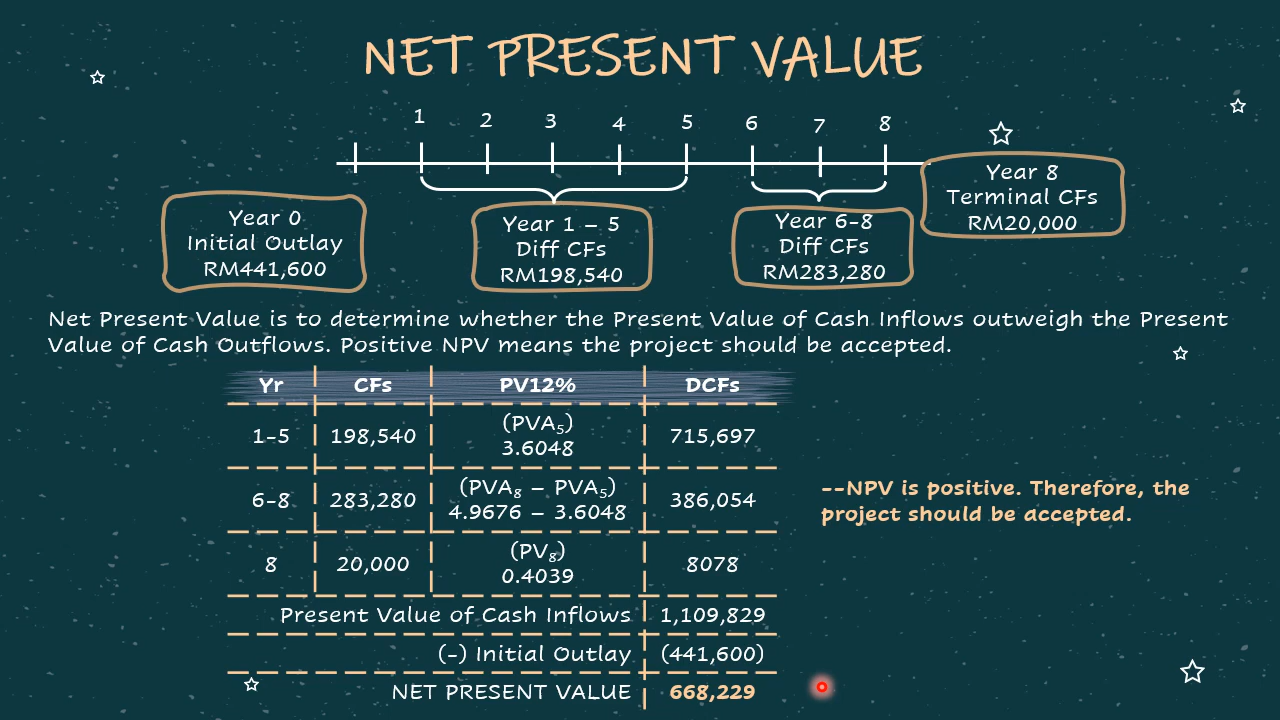 NET PRESENT VALUE
1 2 3 4 5 6 7 8
Year 0
Initial Outlay
RM441,600
Year 1 – 5
Diff CFs
RM198,540
Year 6-8
Diff CFs
RM283,280
Year 8
Terminal CFs
RM20,000
Net Present Value is to determine whether the Present Value of Cash Inflows outweigh the Present
Value of Cash Outflows. Positive NPV means the project should be accepted.
Yr CFs PV12% DCFs
1-5 198,540 (PVA₅) 3.6048 715,697
6-8 283,280 (PVA₈ – PVA₅) 4.9676 – 3.6048 386,054
8 20,000 (PV₈) 0.4039 8078
Present Value of Cash Inflows 1,109,829
(-) Initial Outlay (441,600)
NET PRESENT VALUE 668,229
--NPV is positive. Therefore, the
project should be accepted.